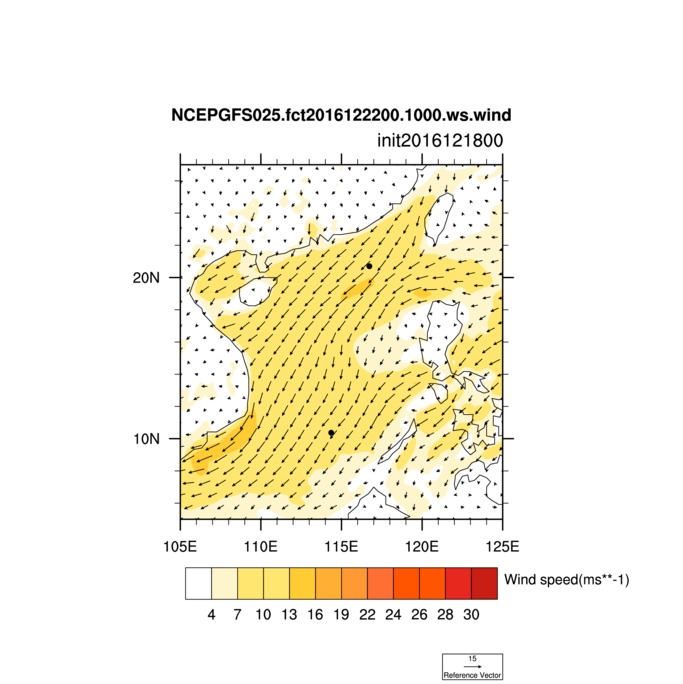 NCEPGFS025.fct2016122200.1000.ws.wind
init2016121800
20N
10N
105E 110E 115E 120E 125E
Wind speed(ms**-1)
4 7 10 13 16 19 22 24 26 28 30
15
Reference Vector